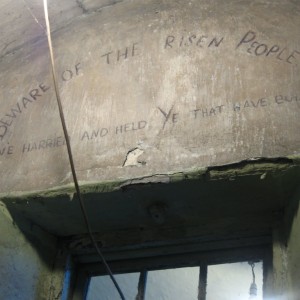 BEWARE OF THE RISEN PEOPLE
HARRIED AND HELD YE THAT HAVE